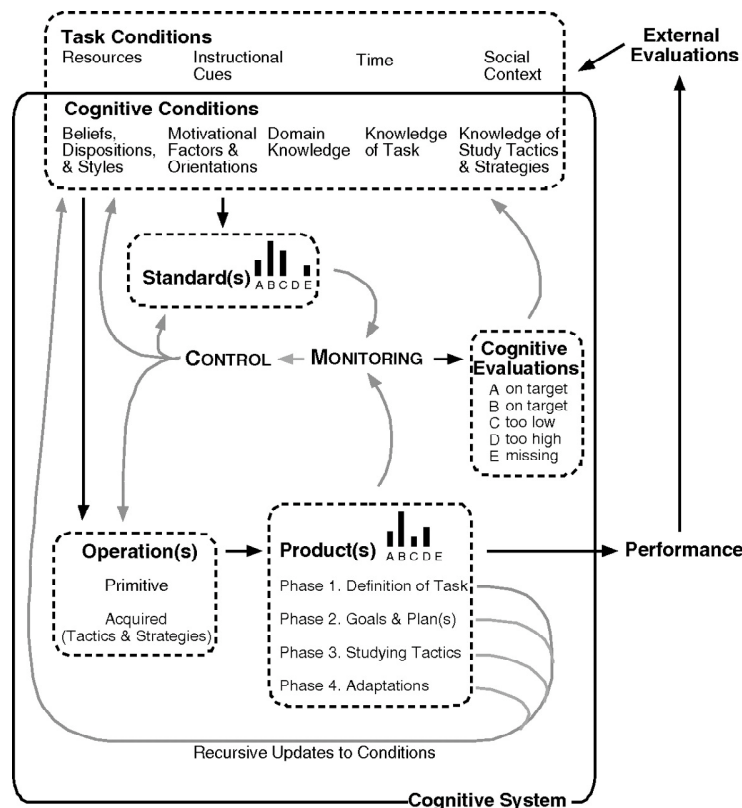 Task Conditions
Resources
Instructional
Cues
Time
Social
Context
External
Evaluations
Cognitive Conditions
Beliefs,
Dispositions,
& Styles
Motivational
Factors &
Orientations
Domain
Knowledge
Knowledge
of Task
Knowledge of
Study Tactics
& Strategies
Standard(s)
A B C D E
CONTROL
MONITORING
Cognitive
Evaluations
A on target
B on target
C too low
D too high
E missing
Operation(s)
Primitive
Acquired
(Tactics & Strategies)
Product(s)
A B C D E
Phase 1. Definition of Task
Phase 2. Goals & Plan(s)
Phase 3. Studying Tactics
Phase 4. Adaptations
Performance
Recursive Updates to Conditions
Cognitive System